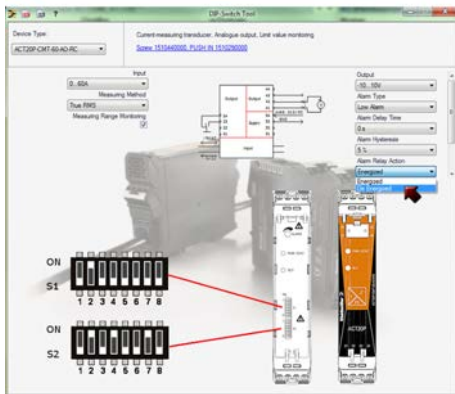 DIP-Switch Tool
Device Type:
ACT20P-CMT-60-AO-RC
Current-measuring transducer, Analogue output, Limit value monitoring.
Screw 1510440000, PUSH IN 1510290000
Input
0...60A
Measuring Method
True RMS
Measuring Range Monitoring
Output
-10...10V
Alarm Type
Low Alarm
Alarm Delay Time
0 s
Alarm Hysteresis
5 %
Alarm Relay Action
Energized
Energized
De Energized
Output
Output
Supply
Input
ON
S1
1 2 3 4 5 6 7 8
ON
S2
1 2 3 4 5 6 7 8
ACT20P